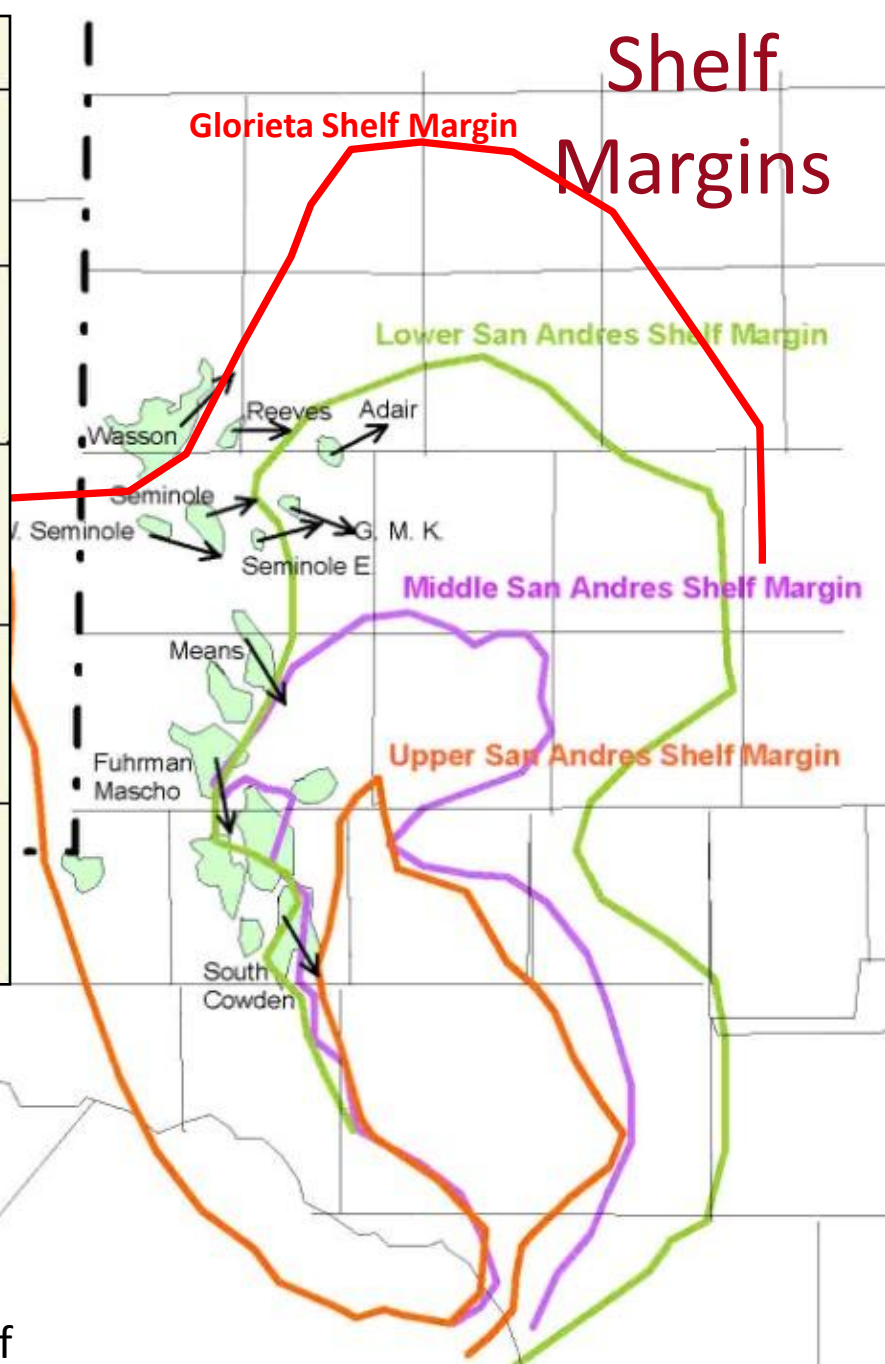 Shelf
Margins
Glorieta Shelf Margin
Lower San Andres Shelf Margin
Reeves
Adair
Wasson
Seminole
. Seminole
G. M. K.
Seminole E.
Middle San Andres Shelf Margin
Means
Upper San Andres Shelf Margin
Fuhrman
Mascho
South
Cowden
f